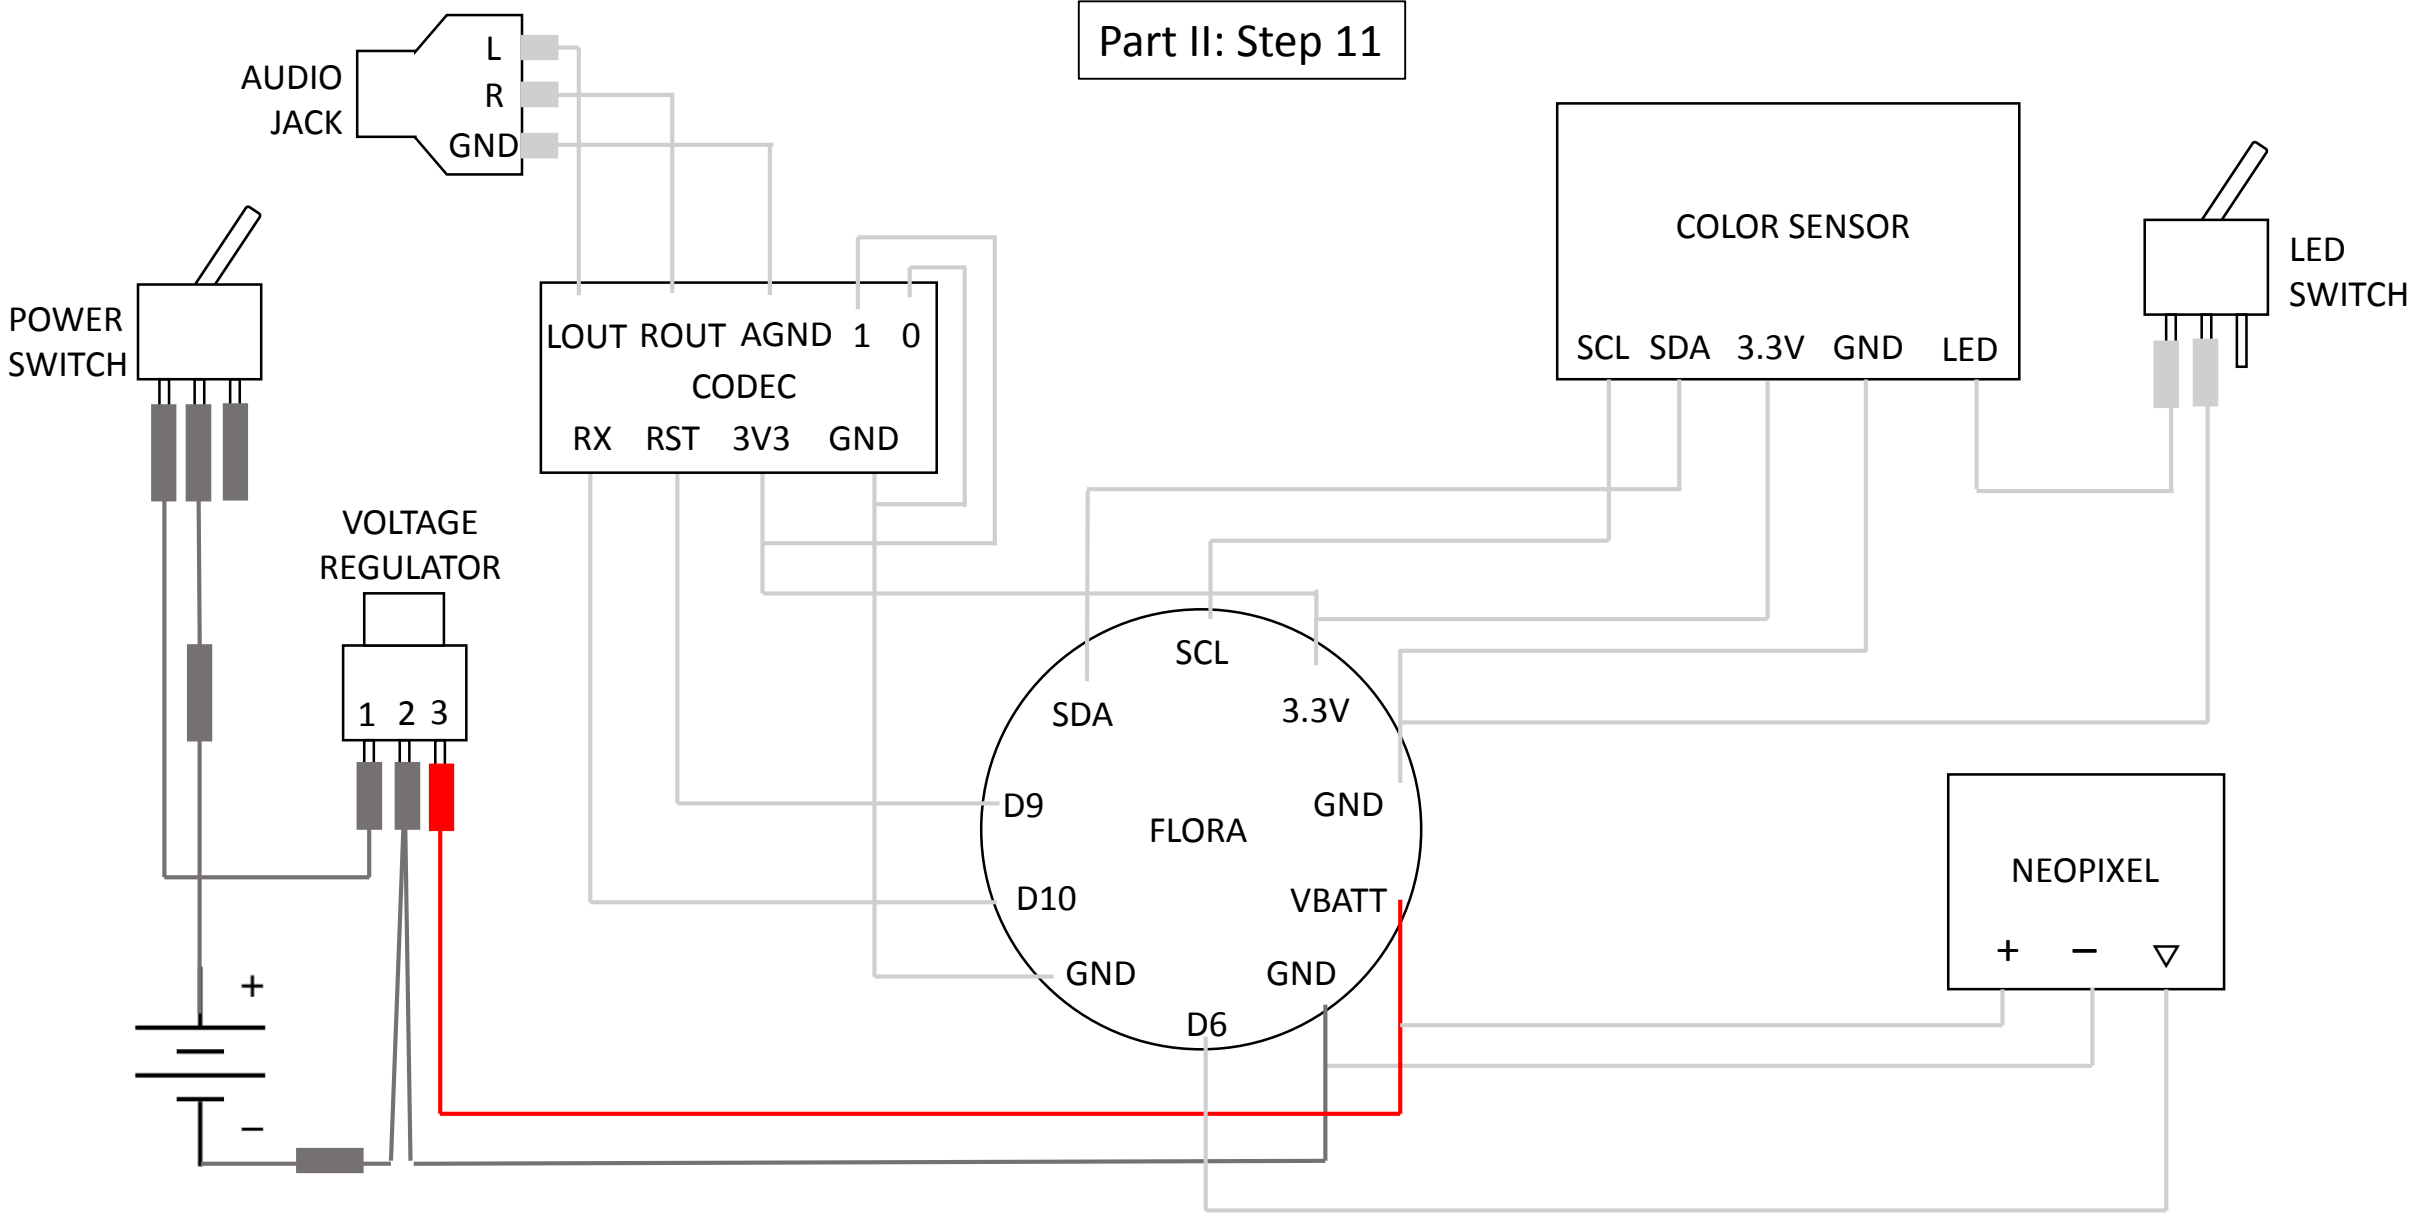 Part II: Step 11
AUDIO
JACK
L
R
GND
POWER
SWITCH
LOUT ROUT AGND 1 0
CODEC
RX RST 3V3 GND
COLOR SENSOR
SCL SDA 3.3V GND LED
LED
SWITCH
VOLTAGE
REGULATOR
1 2 3
SCL
SDA
3.3V
D9
GND
FLORA
D10
VBATT
GND
GND
D6
NEOPIXEL
+ −
+
−